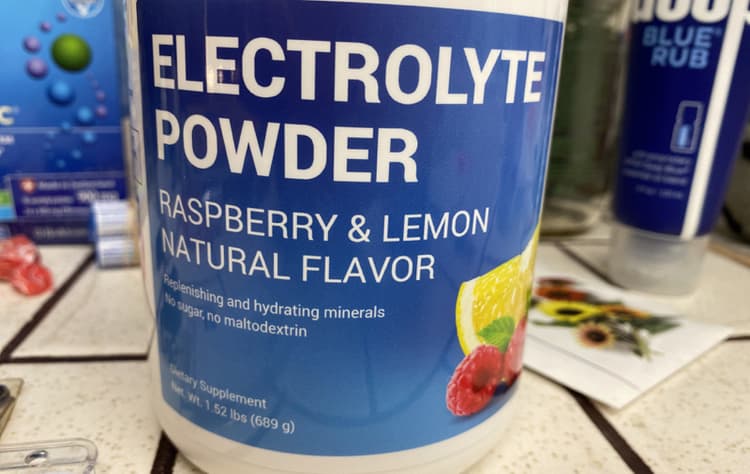 ELECTROLYTE
POWDER
RASPBERRY & LEMON
NATURAL FLAVOR
Replenishing and hydrating minerals
No sugar, no maltodextrin
Dietary Supplement
Net. Wt. 1.52 lbs (689 g)
BLUE
RUB